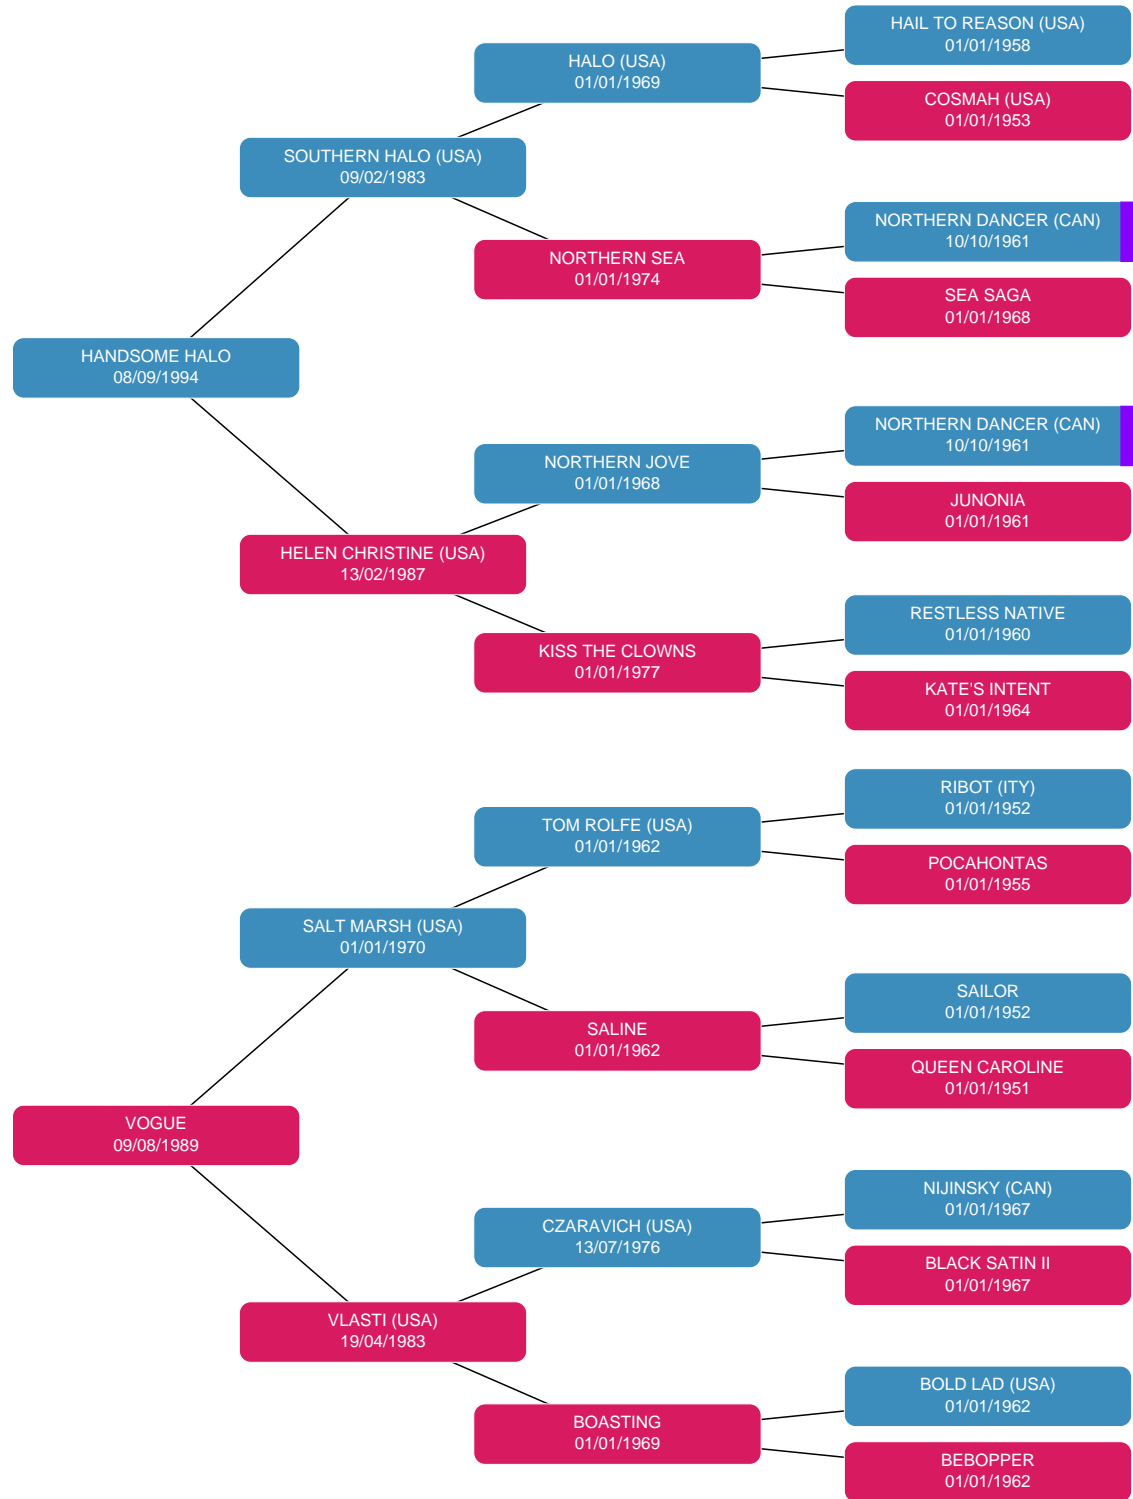 HAIL TO REASON (USA)
01/01/1958
HALO (USA)
01/01/1969
COSMAH (USA)
01/01/1953
SOUTHERN HALO (USA)
09/02/1983
NORTHERN DANCER (CAN)
10/10/1961
NORTHERN SEA
01/01/1974
SEA SAGA
01/01/1968
HANDSOME HALO
08/09/1994
NORTHERN DANCER (CAN)
10/10/1961
NORTHERN JOVE
01/01/1968
JUNONIA
01/01/1961
HELEN CHRISTINE (USA)
13/02/1987
RESTLESS NATIVE
01/01/1960
KISS THE CLOWNS
01/01/1977
KATE'S INTENT
01/01/1964
RIBOT (ITY)
01/01/1952
TOM ROLFE (USA)
01/01/1962
POCAHONTAS
01/01/1955
SALT MARSH (USA)
01/01/1970
SAILOR
01/01/1952
SALINE
01/01/1962
QUEEN CAROLINE
01/01/1951
VOGUE
09/08/1989
NIJINSKY (CAN)
01/01/1967
CZARAVICH (USA)
13/07/1976
BLACK SATIN II
01/01/1967
VLASTI (USA)
19/04/1983
BOLD LAD (USA)
01/01/1962
BOASTING
01/01/1969
BEBOPPER
01/01/1962